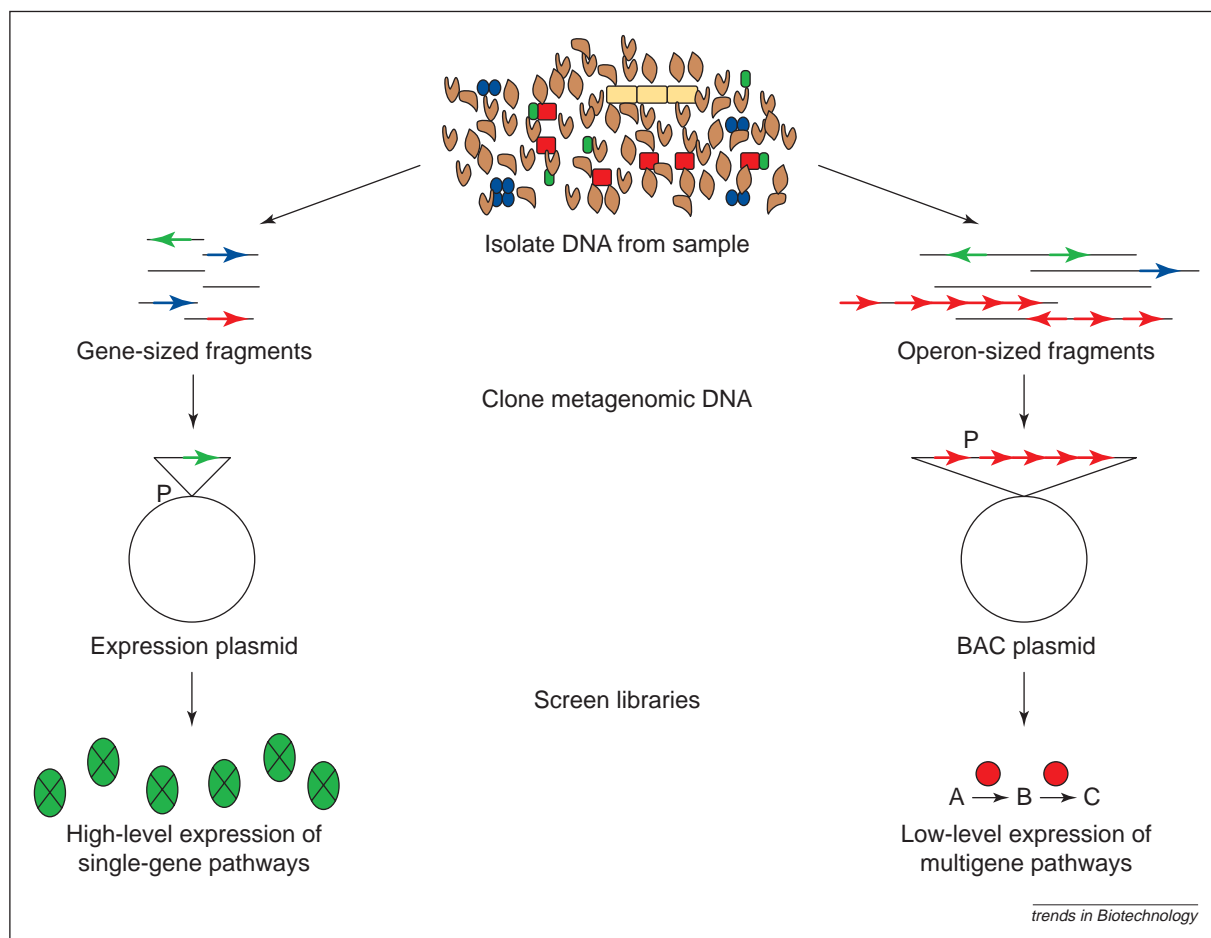 Isolate DNA from sample
Gene-sized fragments
Operon-sized fragments
Clone metagenomic DNA
P
P
Expression plasmid
BAC plasmid
Screen libraries
A B C
High-level expression of
single-gene pathways
Low-level expression of
multigene pathways
trends in Biotechnology